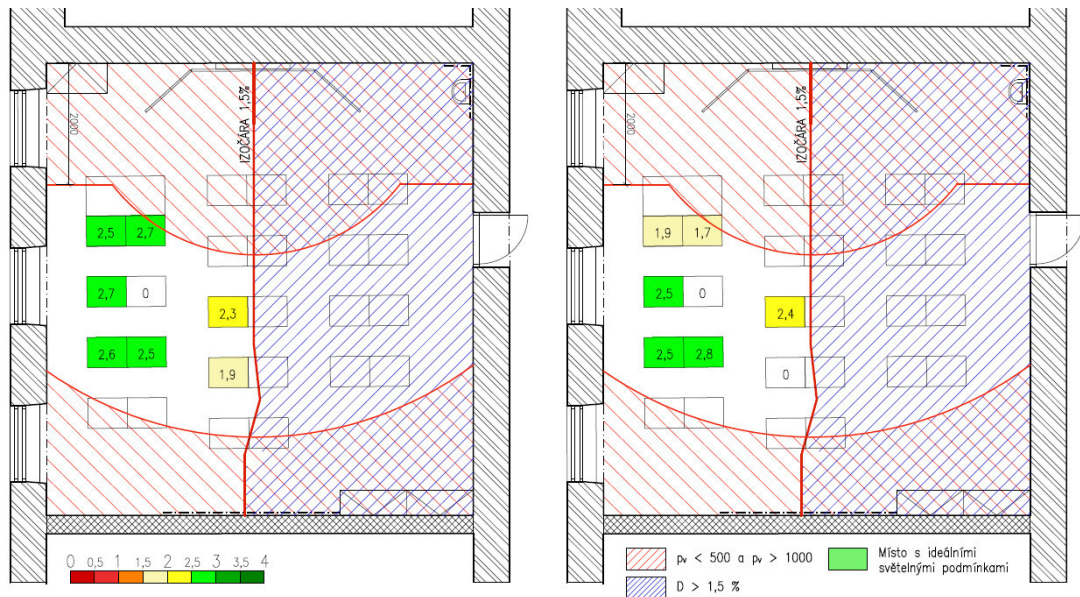 IZOČÁRA 1,5%
2000
2,5 2,7
2,7 0
2,3
2,6 2,5
1,9
0 0,5 1 1,5 2 2,5 3 3,5 4
IZOČÁRA 1,5%
2000
1,9 1,7
2,5 0
2,4
2,5 2,8
0
pᵥ < 500 a pᵥ > 1000
D > 1,5 %
Místo s ideálními
světelnými podmínkami